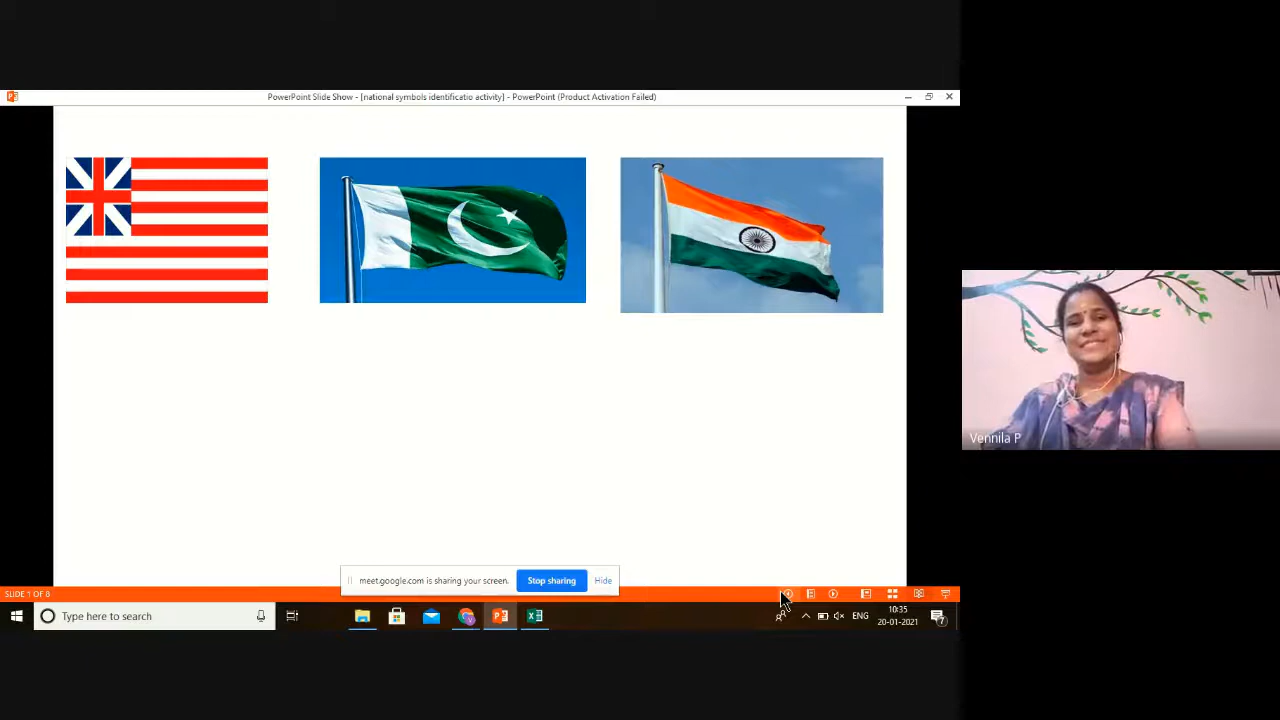 PowerPoint Slide Show - [national symbols identificatio activity] - PowerPoint (Product Activation Failed)
Vennila P
meet.google.com is sharing your screen.
Stop sharing
Hide
SLIDE 1 OF 8
Type here to search
ENG
10:35
20-01-2021
7